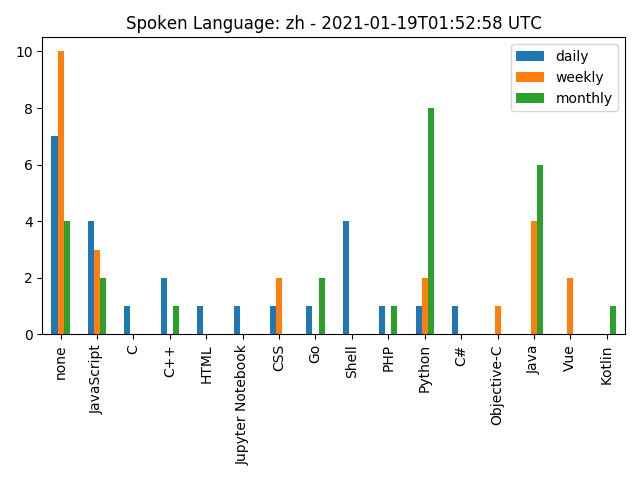 Spoken Language: zh - 2021-01-19T01:52:58 UTC
daily
weekly
monthly
10
8
6
4
2
0
none
JavaScript
C
C++
HTML
Jupyter Notebook
CSS
Go
Shell
PHP
Python
C#
Objective-C
Java
Vue
Kotlin